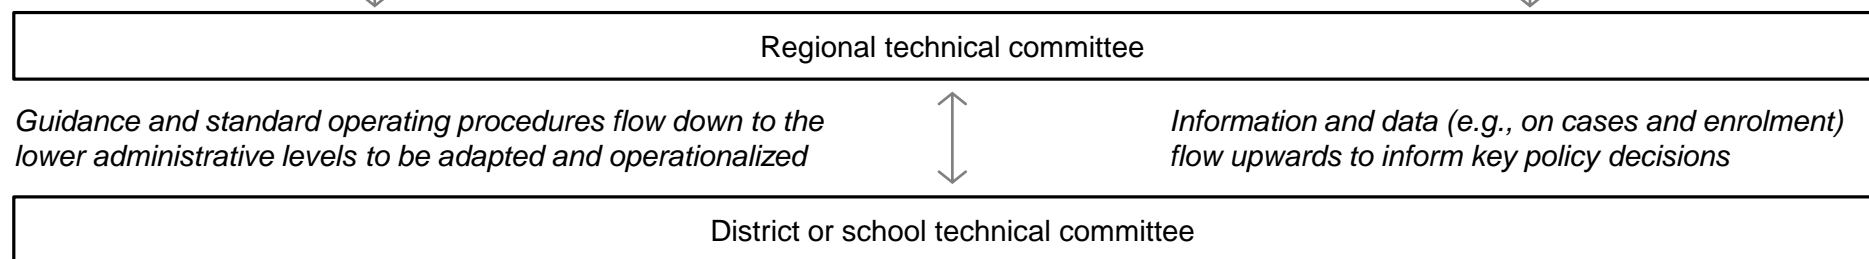 Regional technical committee
Guidance and standard operating procedures flow down to the
lower administrative levels to be adapted and operationalized
Information and data (e.g., on cases and enrolment)
flow upwards to inform key policy decisions
District or school technical committee